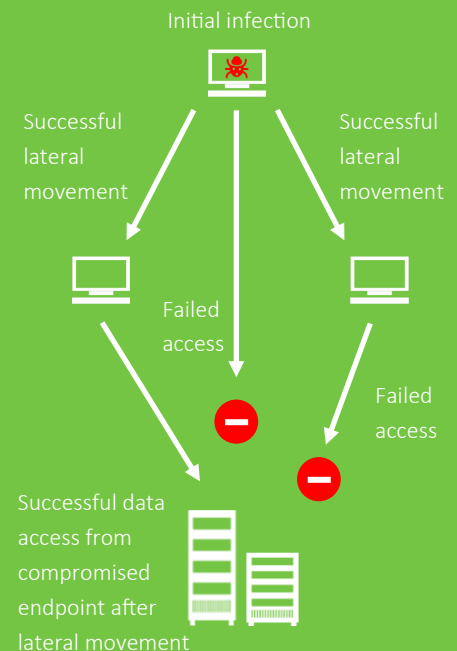 Initial infection
Successful
lateral
movement
Successful
lateral
movement
Failed
access
Failed
access
Successful data
access from
compromised
endpoint after
lateral movement